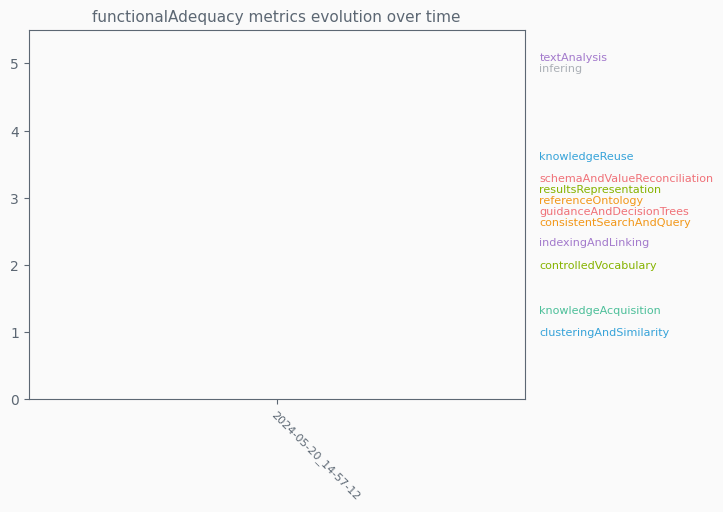 functionalAdequacy metrics evolution over time
5
4
3
2
1
0
2024-05-20_14-57-12
textAnalysis
infering
knowledgeReuse
schemaAndValueReconciliation
resultsRepresentation
referenceOntology
guidanceAndDecisionTrees
consistentSearchAndQuery
indexingAndLinking
controlledVocabulary
knowledgeAcquisition
clusteringAndSimilarity